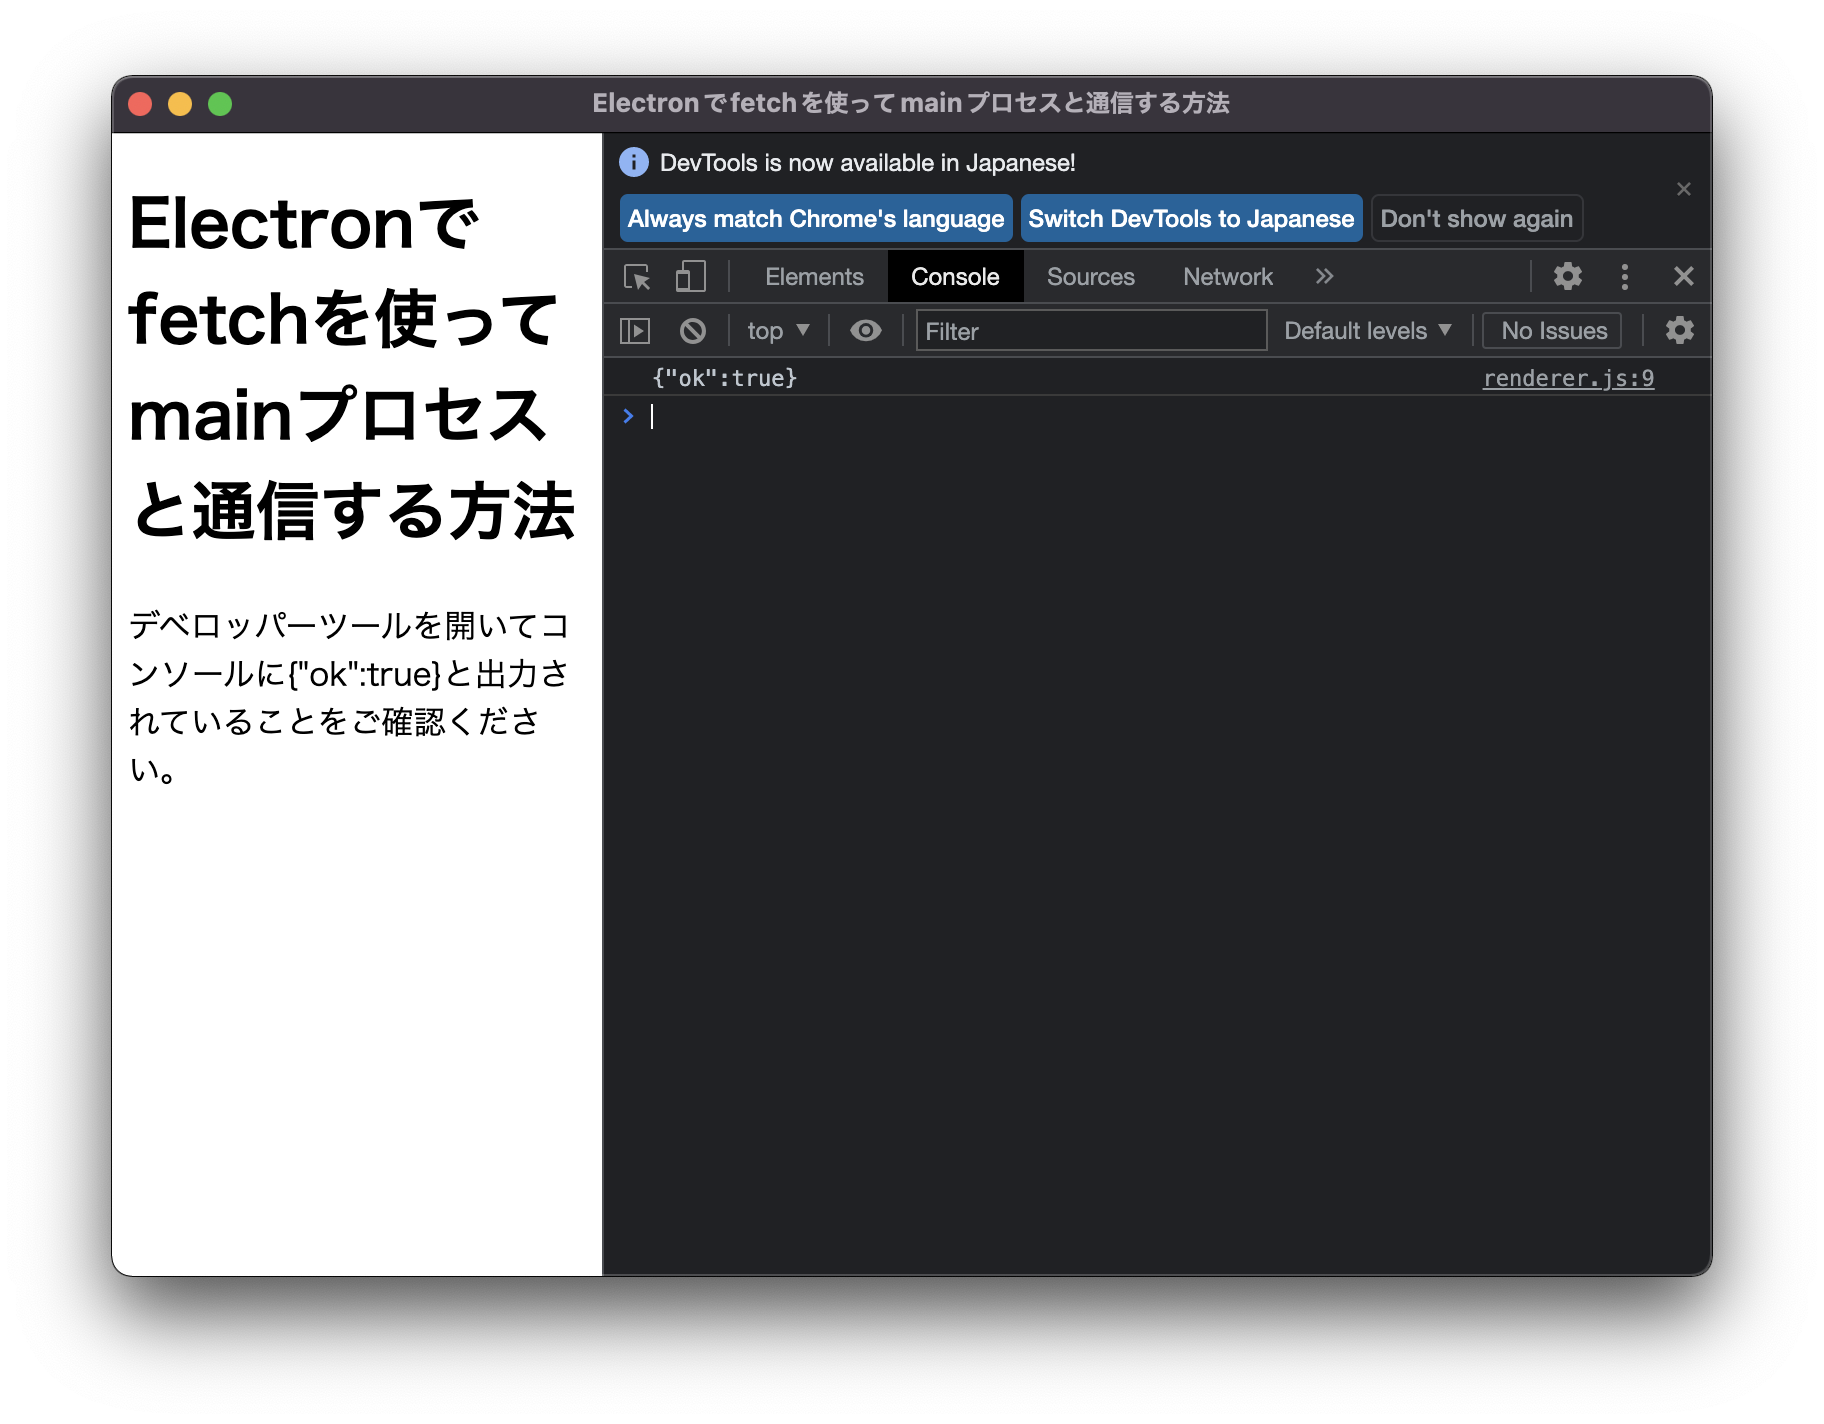 Electronでfetchを使ってmainプロセスと通信する方法
Electronで
fetchを使って
mainプロセス
と通信する方法
デベロッパーツールを開いてコ
ンソールに{"ok":true}と出力さ
れていることをご確認くださ
い。
DevTools is now available in Japanese!
Always match Chrome's language Switch DevTools to Japanese Don't show again
Elements Console Sources Network
top Filter Default levels No Issues
{"ok":true} renderer.js:9